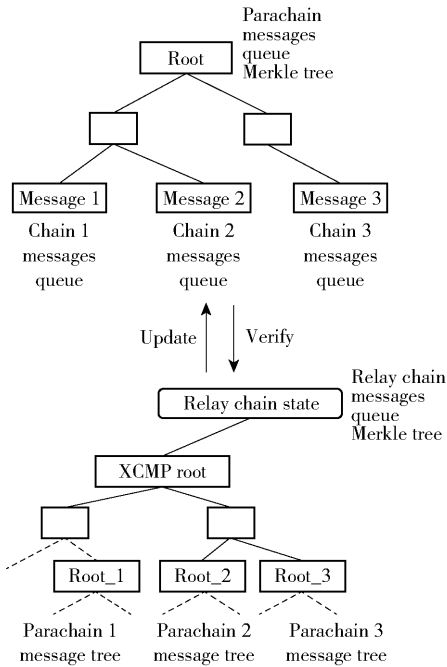 Parachain
messages
queue
Merkle tree
Root
Message 1
Message 2
Message 3
Chain 1
messages
queue
Chain 2
messages
queue
Chain 3
messages
queue
Update
Verify
Relay chain state
Relay chain
messages
queue
Merkle tree
XCMP root
Root_1
Root_2
Root_3
Parachain 1
message tree
Parachain 2
message tree
Parachain 3
message tree